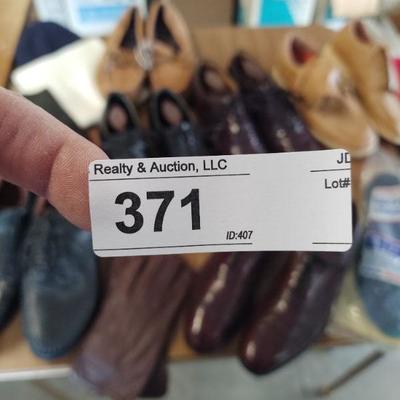 Realty & Auction, LLC
371
ID:407
JD
Lot#